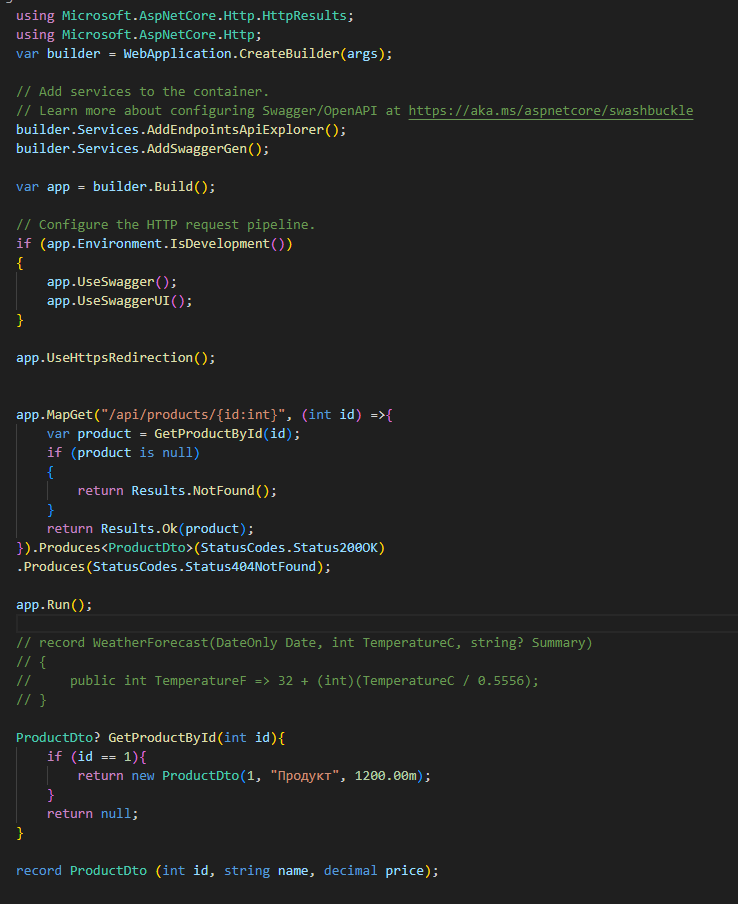 using Microsoft.AspNetCore.Http.HttpResults;
using Microsoft.AspNetCore.Http;
var builder = WebApplication.CreateBuilder(args);
// Add services to the container.
// Learn more about configuring Swagger/OpenAPI at https://aka.ms/aspnetcore/swashbuckle
builder.Services.AddEndpointsApiExplorer();
builder.Services.AddSwaggerGen();
var app = builder.Build();
// Configure the HTTP request pipeline.
if (app.Environment.IsDevelopment())
{
    app.UseSwagger();
    app.UseSwaggerUI();
}
app.UseHttpsRedirection();
app.MapGet("/api/products/{id:int}", (int id) =>{
    var product = GetProductById(id);
    if (product is null)
    {
        return Results.NotFound();
    }
    return Results.Ok(product);
}).Produces<ProductDto>(StatusCodes.Status200OK)
.Produces(StatusCodes.Status404NotFound);
app.Run();
// record WeatherForecast(DateOnly Date, int TemperatureC, string? Summary)
// {
//     public int TemperatureF => 32 + (int)(TemperatureC / 0.5556);
// }
ProductDto? GetProductById(int id){
    if (id == 1){
        return new ProductDto(1, "Продукт", 1200.00m);
    }
    return null;
}
record ProductDto (int id, string name, decimal price);